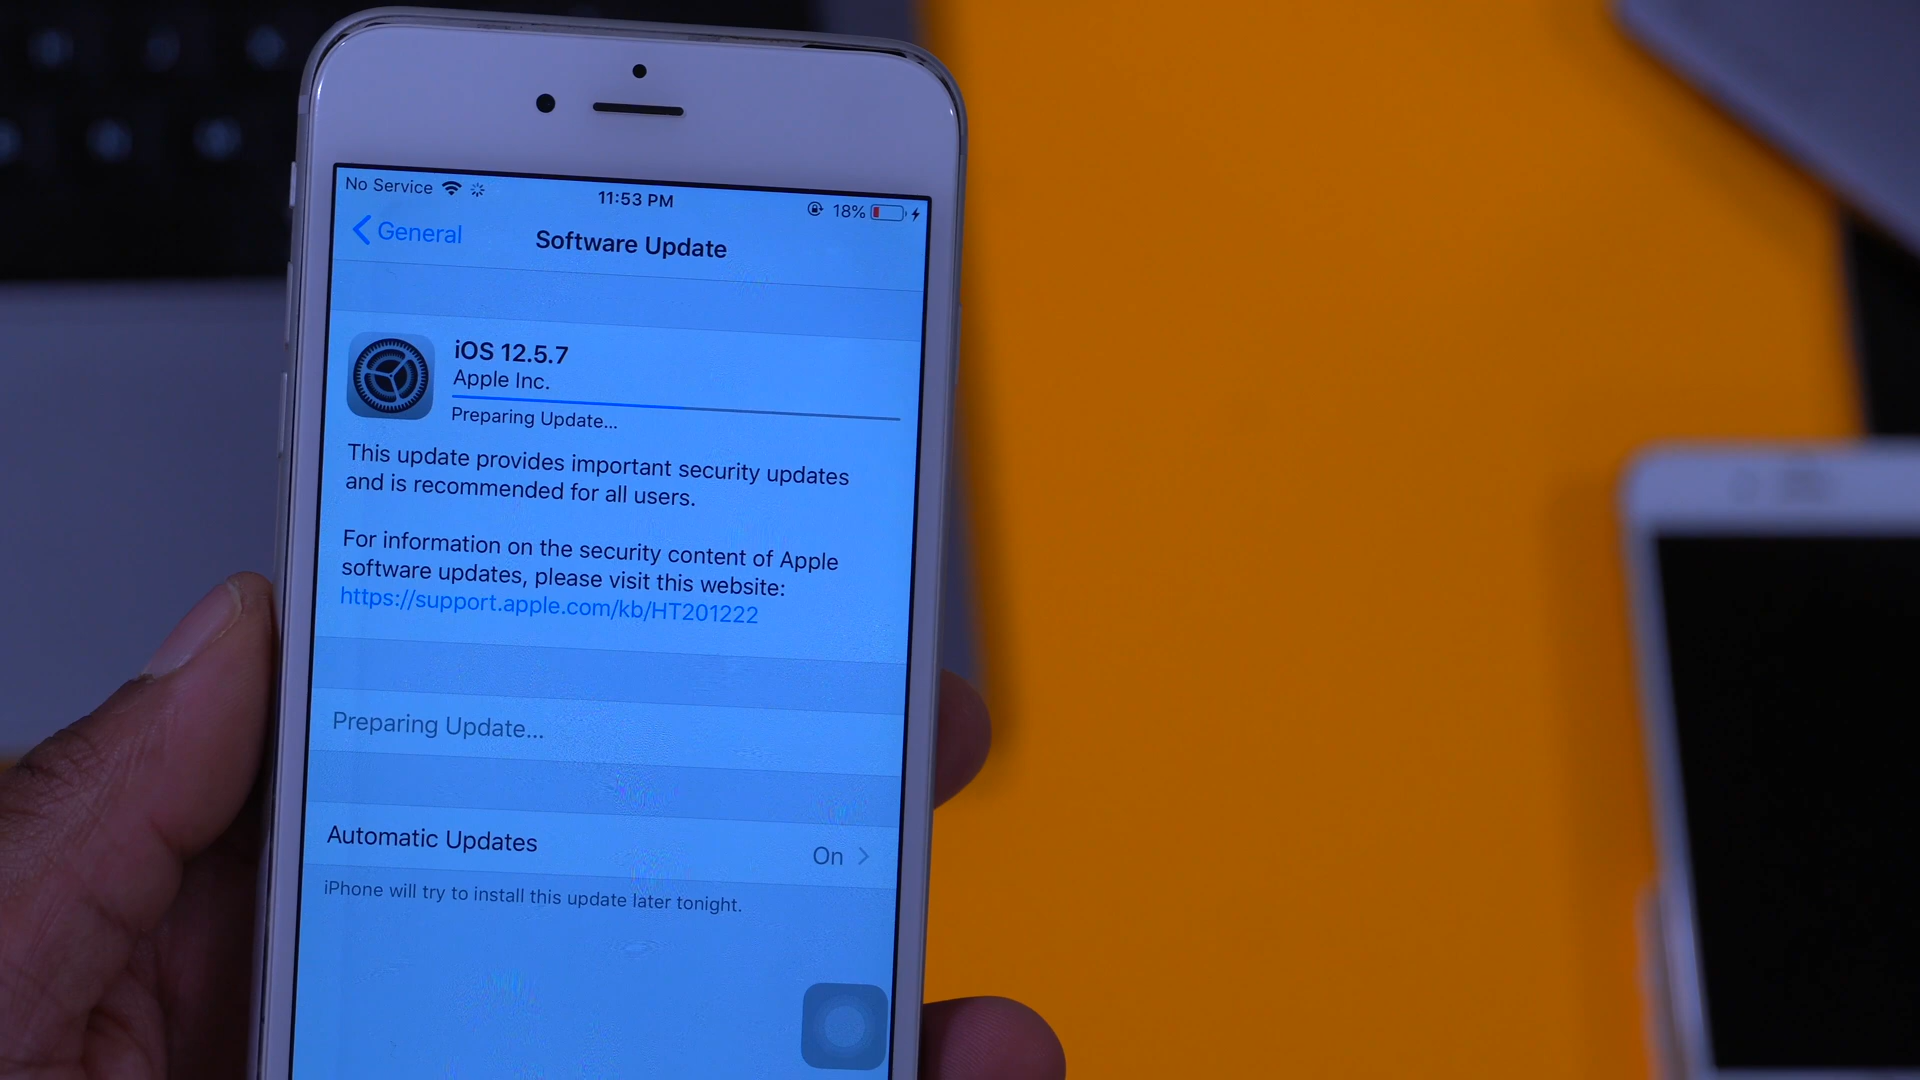 No Service
11:53 PM
18%
General
Software Update
iOS 12.5.7
Apple Inc.
Preparing Update...
This update provides important security updates
and is recommended for all users.
For information on the security content of Apple
software updates, please visit this website:
https://support.apple.com/kb/HT201222
Preparing Update...
Automatic Updates
On
iPhone will try to install this update later tonight.